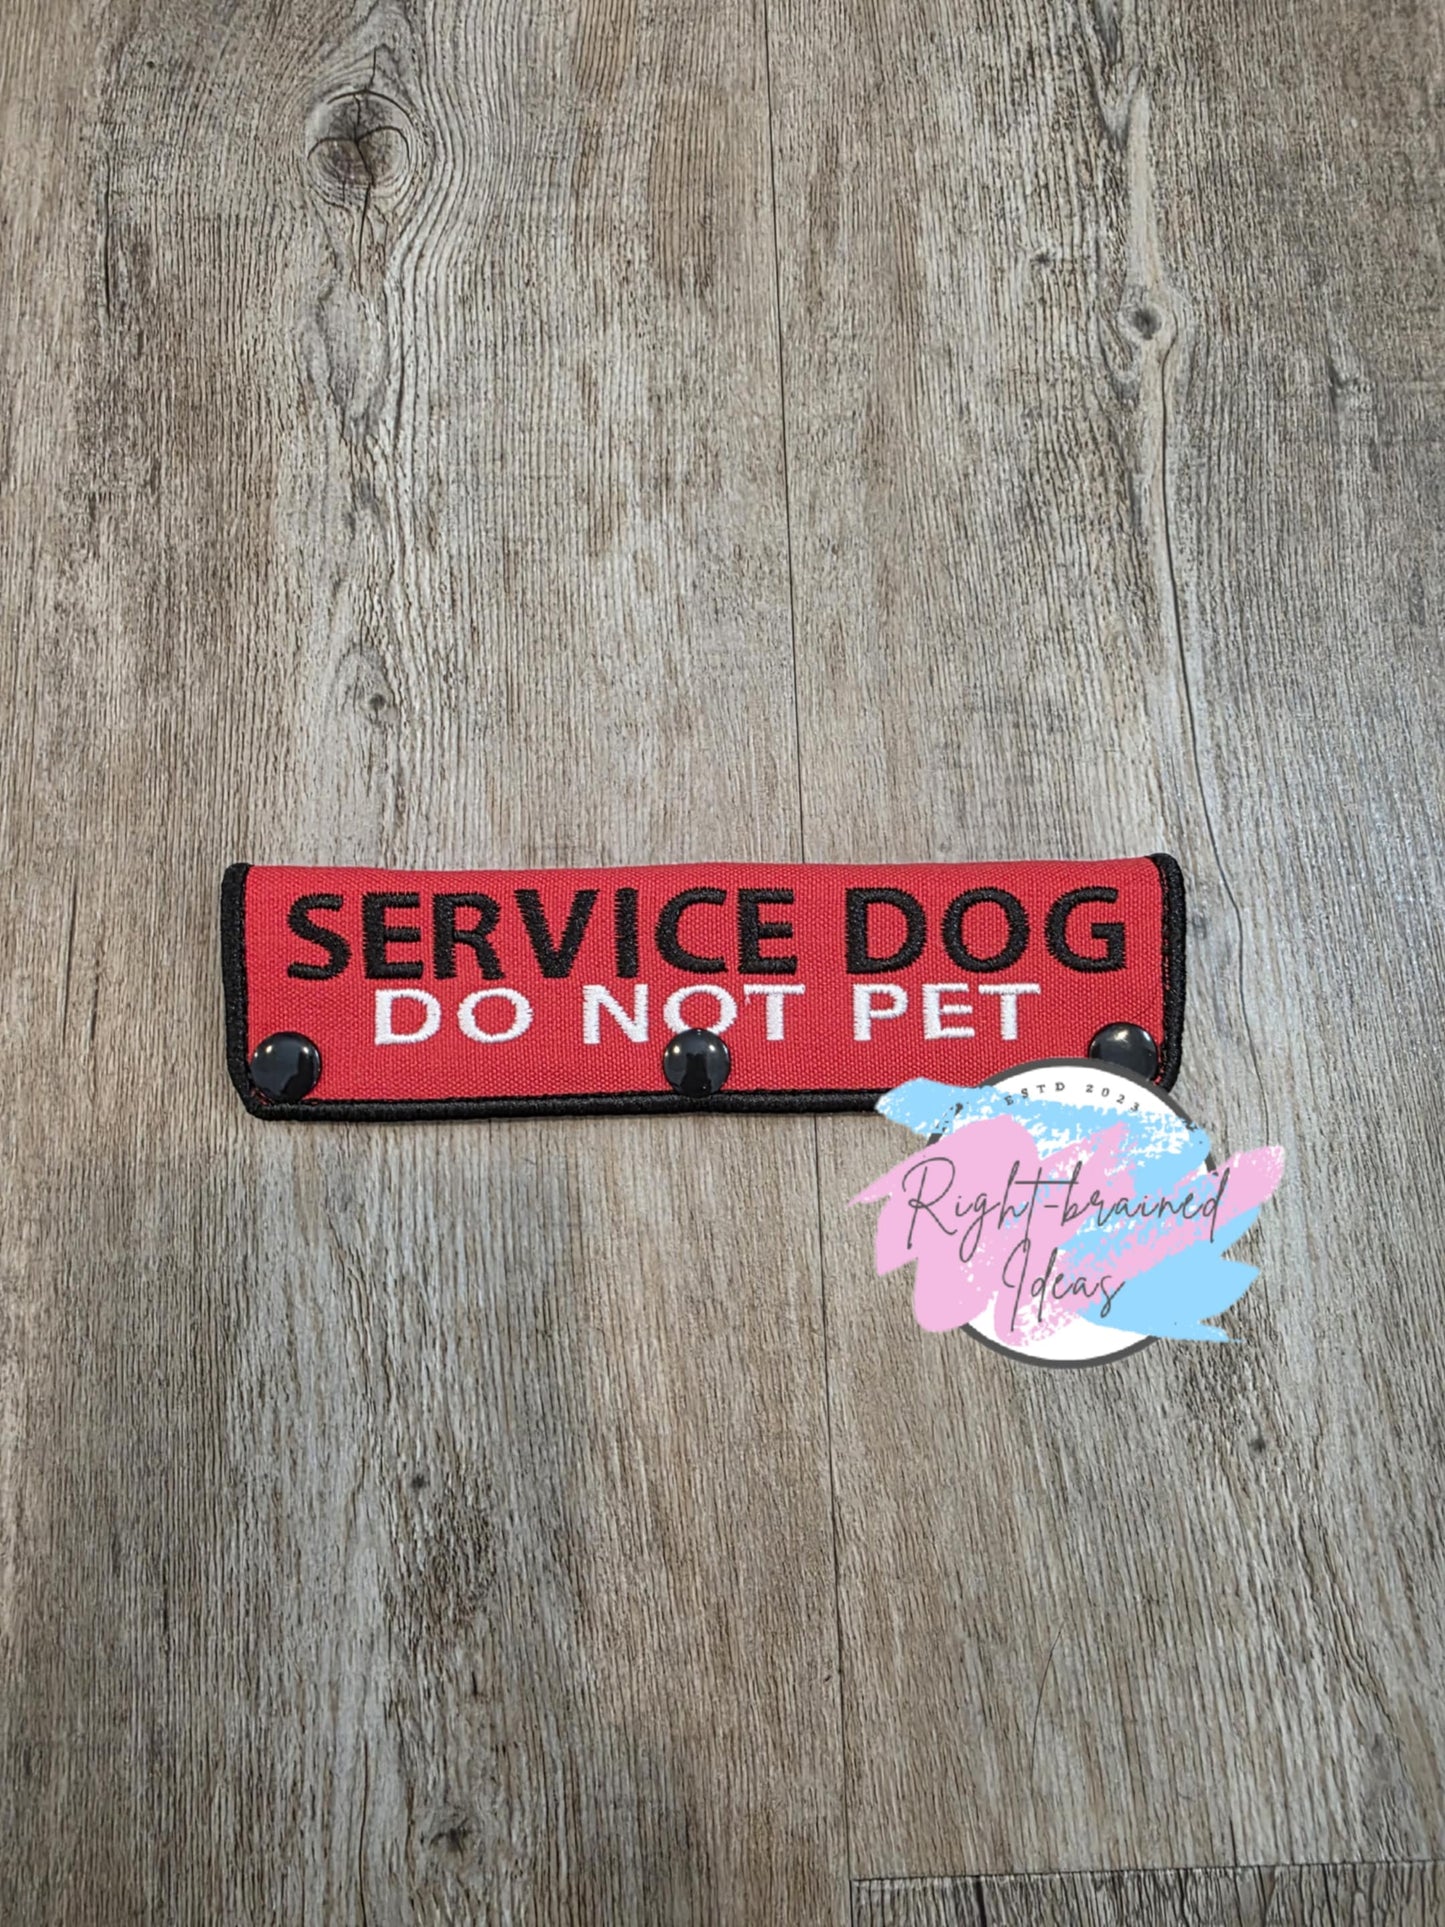 SERVICE DOG
DO NOT PET
ESTD 2023
Right-brained
Ideas